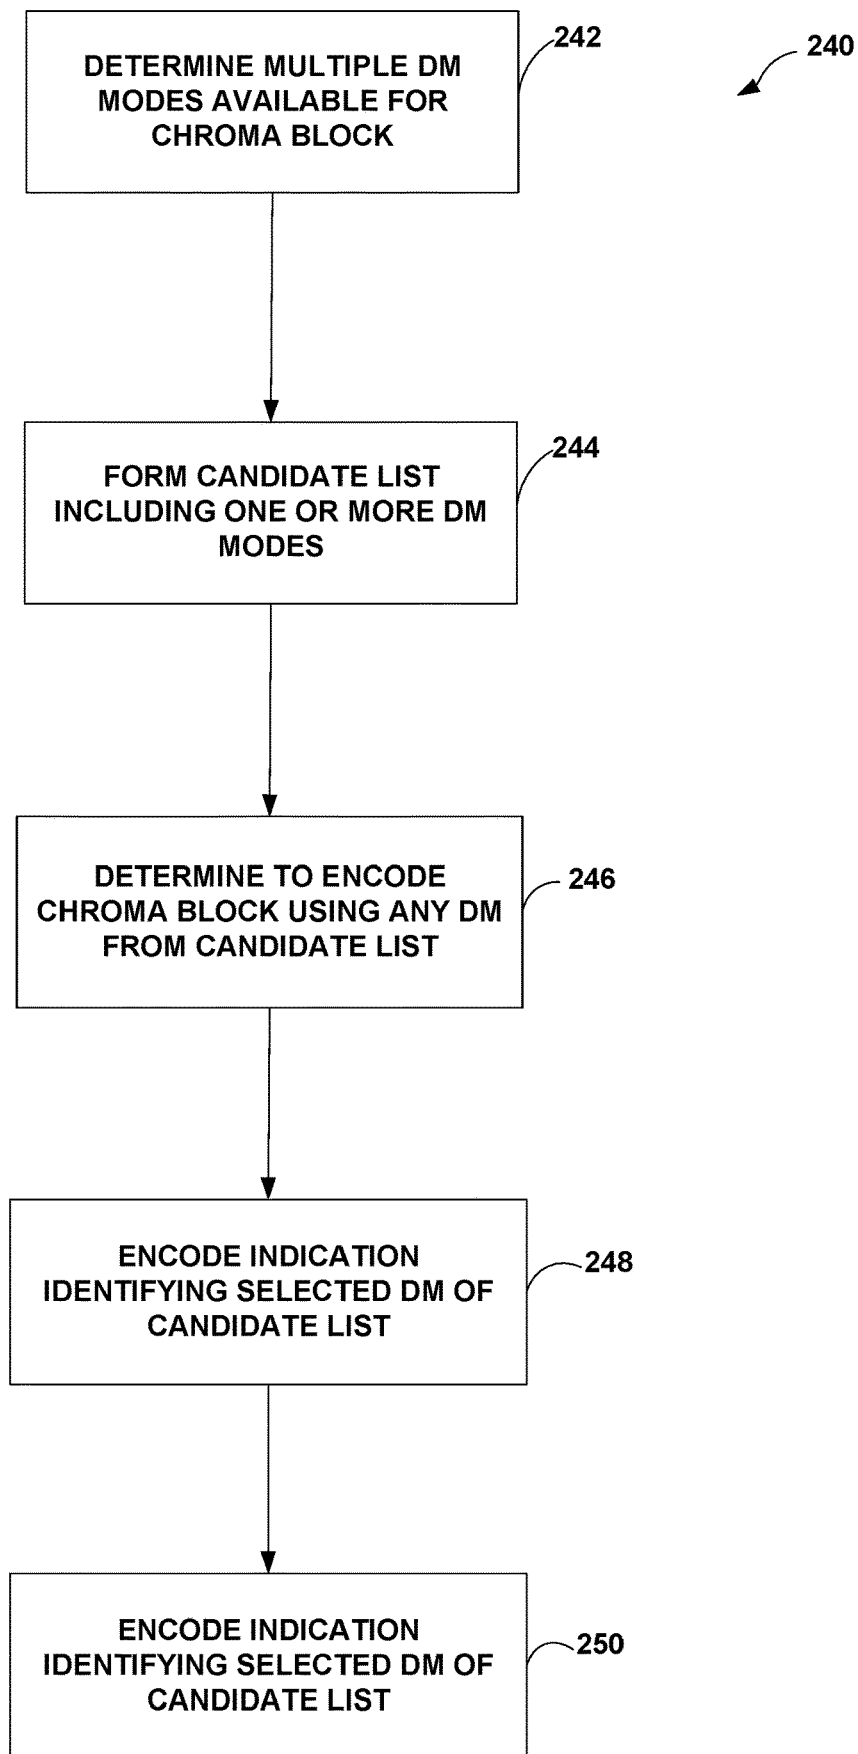 DETERMINE MULTIPLE DM
MODES AVAILABLE FOR
CHROMA BLOCK
242
240
FORM CANDIDATE LIST
INCLUDING ONE OR MORE DM
MODES
244
DETERMINE TO ENCODE
CHROMA BLOCK USING ANY DM
FROM CANDIDATE LIST
246
ENCODE INDICATION
IDENTIFYING SELECTED DM OF
CANDIDATE LIST
248
ENCODE INDICATION
IDENTIFYING SELECTED DM OF
CANDIDATE LIST
250